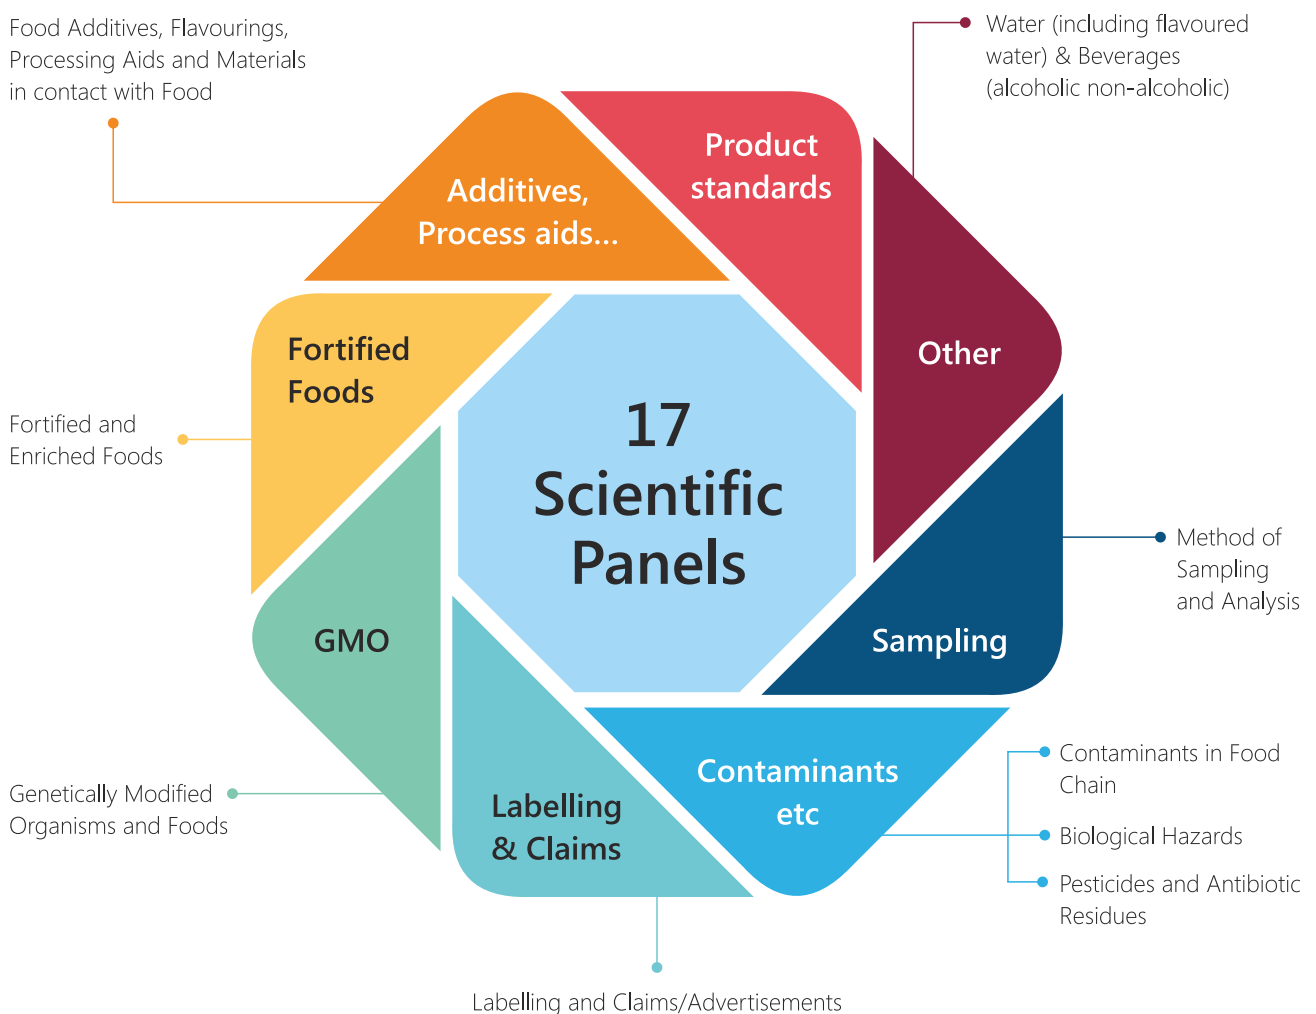 Food Additives, Flavourings,
Processing Aids and Materials
in contact with Food
Water (including flavoured
water) & Beverages
(alcoholic non-alcoholic)
Product
standards
Additives,
Process aids...
Other
Fortified
Foods
Fortified and
Enriched Foods
17
Scientific
Panels
Method of
Sampling
and Analysis
GMO
Sampling
Contaminants
etc
Contaminants in Food
Chain
Biological Hazards
Pesticides and Antibiotic
Residues
Genetically Modified
Organisms and Foods
Labelling
& Claims
Labelling and Claims/Advertisements